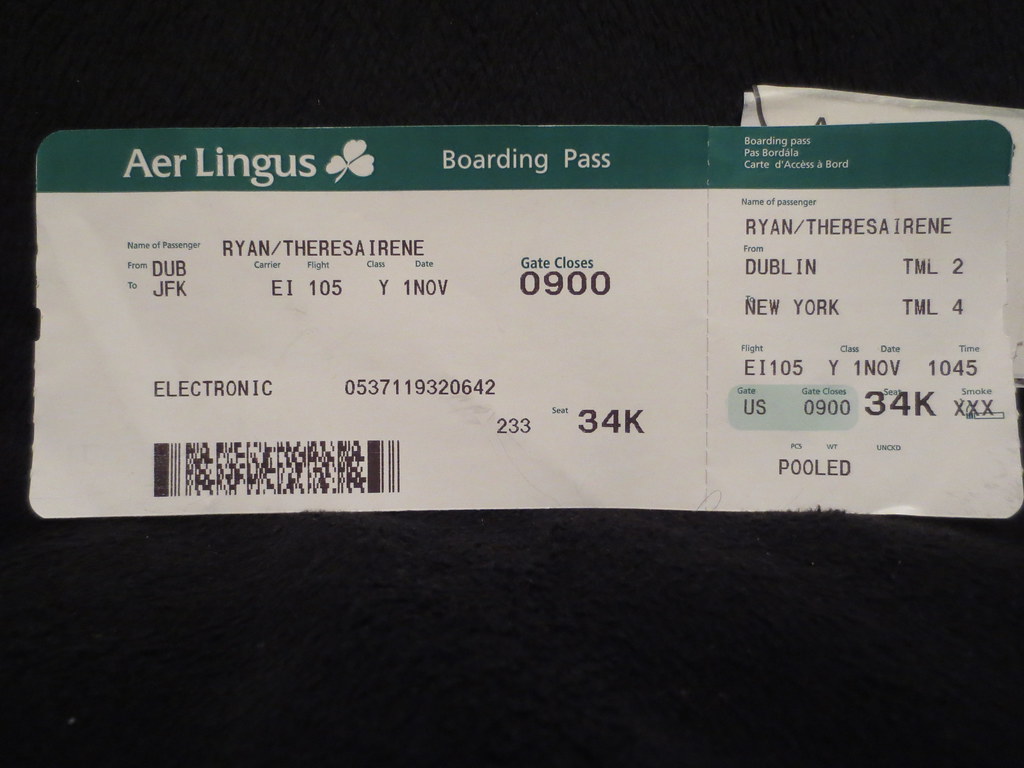 Aer Lingus
Boarding Pass
Name of Passenger RYAN/THERESAIRENE
From DUB Carrier Flight Class Date
To JFK EI 105 Y 1NOV
Gate Closes
0900
ELECTRONIC 0537119320642
233 Seat 34K
Boarding pass
Pas Bordála
Carte d'Accèss à Bord
Name of passenger
RYAN/THERESAIRENE
From
DUBLIN TML 2
To
NEW YORK TML 4
Flight Class Date Time
EI105 Y 1NOV 1045
Gate Gate Closes Seat Smoke
US 0900 34K XXX
PCS WT UNCKD
POOLED